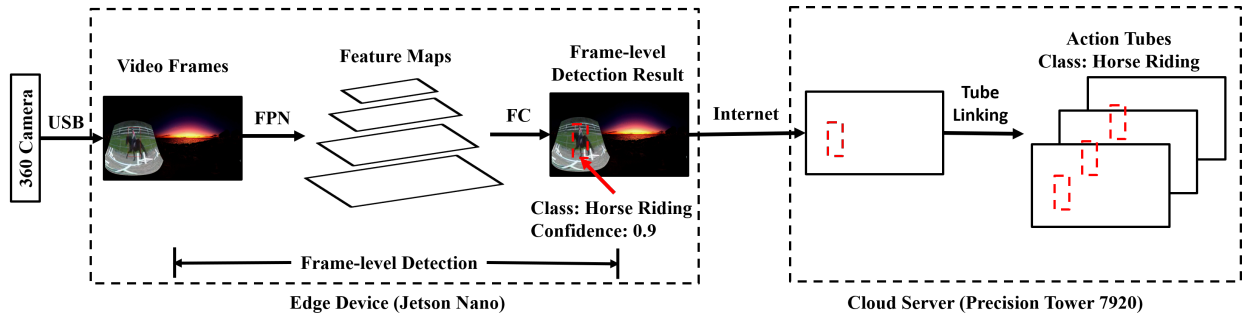 360 Camera
USB
Video Frames
FPN
Feature Maps
FC
Frame-level
Detection Result
Class: Horse Riding
Confidence: 0.9
Frame-level Detection
Edge Device (Jetson Nano)
Internet
Tube
Linking
Action Tubes
Class: Horse Riding
Cloud Server (Precision Tower 7920)